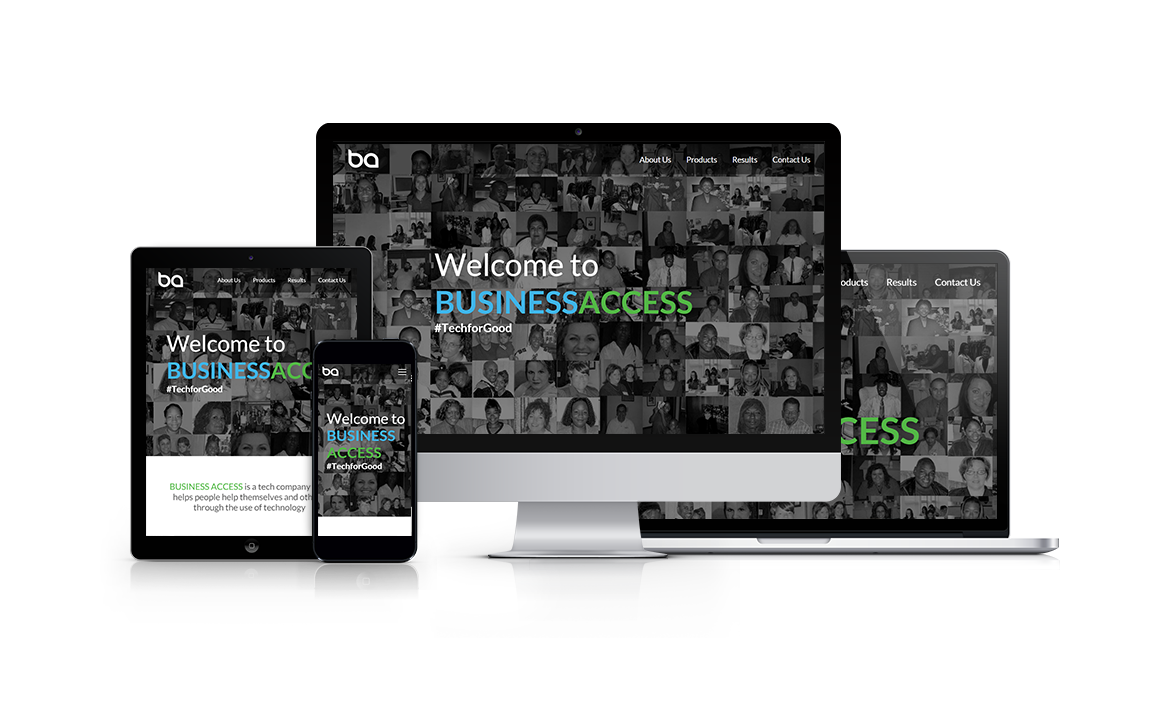 ba
About Us Products Results Contact Us
Welcome to
BUSINESSACCESS
#TechforGood
ba
About Us Products Results Contact Us
Welcome to
BUSINESSACC
#TechforGood
BUSINESS ACCESS is a tech company
helps people help themselves and oth
through the use of technology
ba
Welcome to
BUSINESS
ACCESS
#TechforGood
oducts Results Contact Us
CESS